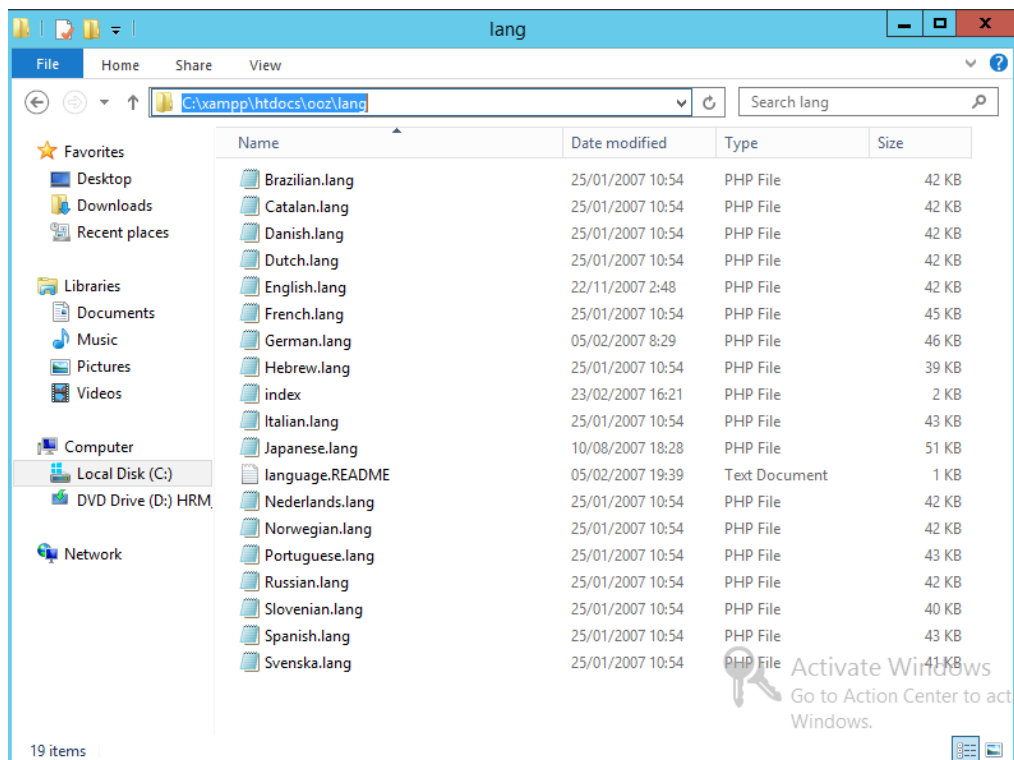 lang
File Home Share View
C:\xampp\htdocs\ooz\lang Search lang
Favorites
Desktop
Downloads
Recent places
Libraries
Documents
Music
Pictures
Videos
Computer
Local Disk (C:)
DVD Drive (D:) HRM_
Network
Name Date modified Type Size
Brazilian.lang 25/01/2007 10:54 PHP File 42 KB
Catalan.lang 25/01/2007 10:54 PHP File 42 KB
Danish.lang 25/01/2007 10:54 PHP File 42 KB
Dutch.lang 25/01/2007 10:54 PHP File 42 KB
English.lang 22/11/2007 2:48 PHP File 42 KB
French.lang 25/01/2007 10:54 PHP File 45 KB
German.lang 05/02/2007 8:29 PHP File 46 KB
Hebrew.lang 25/01/2007 10:54 PHP File 39 KB
index 23/02/2007 16:21 PHP File 2 KB
Italian.lang 25/01/2007 10:54 PHP File 43 KB
Japanese.lang 10/08/2007 18:28 PHP File 51 KB
language.README 05/02/2007 19:39 Text Document 1 KB
Nederlands.lang 25/01/2007 10:54 PHP File 42 KB
Norwegian.lang 25/01/2007 10:54 PHP File 42 KB
Portuguese.lang 25/01/2007 10:54 PHP File 43 KB
Russian.lang 25/01/2007 10:54 PHP File 42 KB
Slovenian.lang 25/01/2007 10:54 PHP File 40 KB
Spanish.lang 25/01/2007 10:54 PHP File 43 KB
Svenska.lang 25/01/2007 10:54 PHP File 41 KB
Activate Windows
Go to Action Center to act
Windows.
19 items